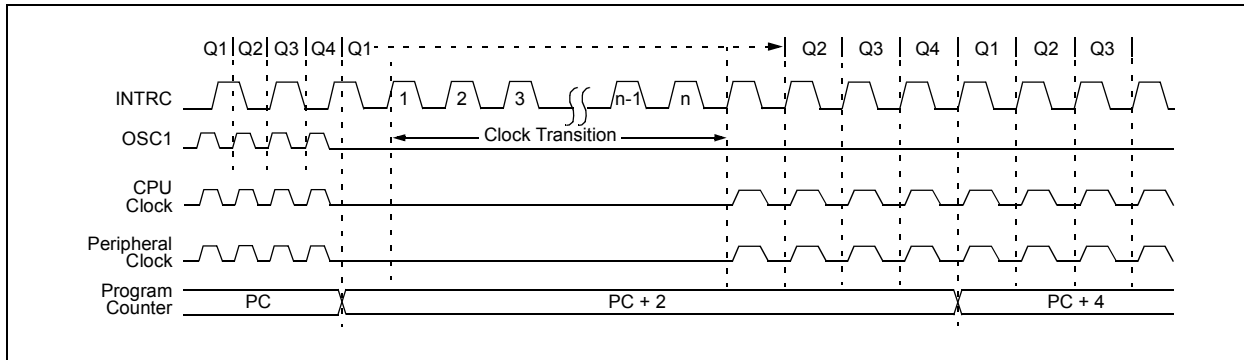 Q1 Q2 Q3 Q4 Q1 Q2 Q3 Q4 Q1 Q2 Q3
INTRC 1 2 3 n-1 n
OSC1 Clock Transition
CPU
Clock
Peripheral
Clock
Program
Counter
PC PC + 2 PC + 4